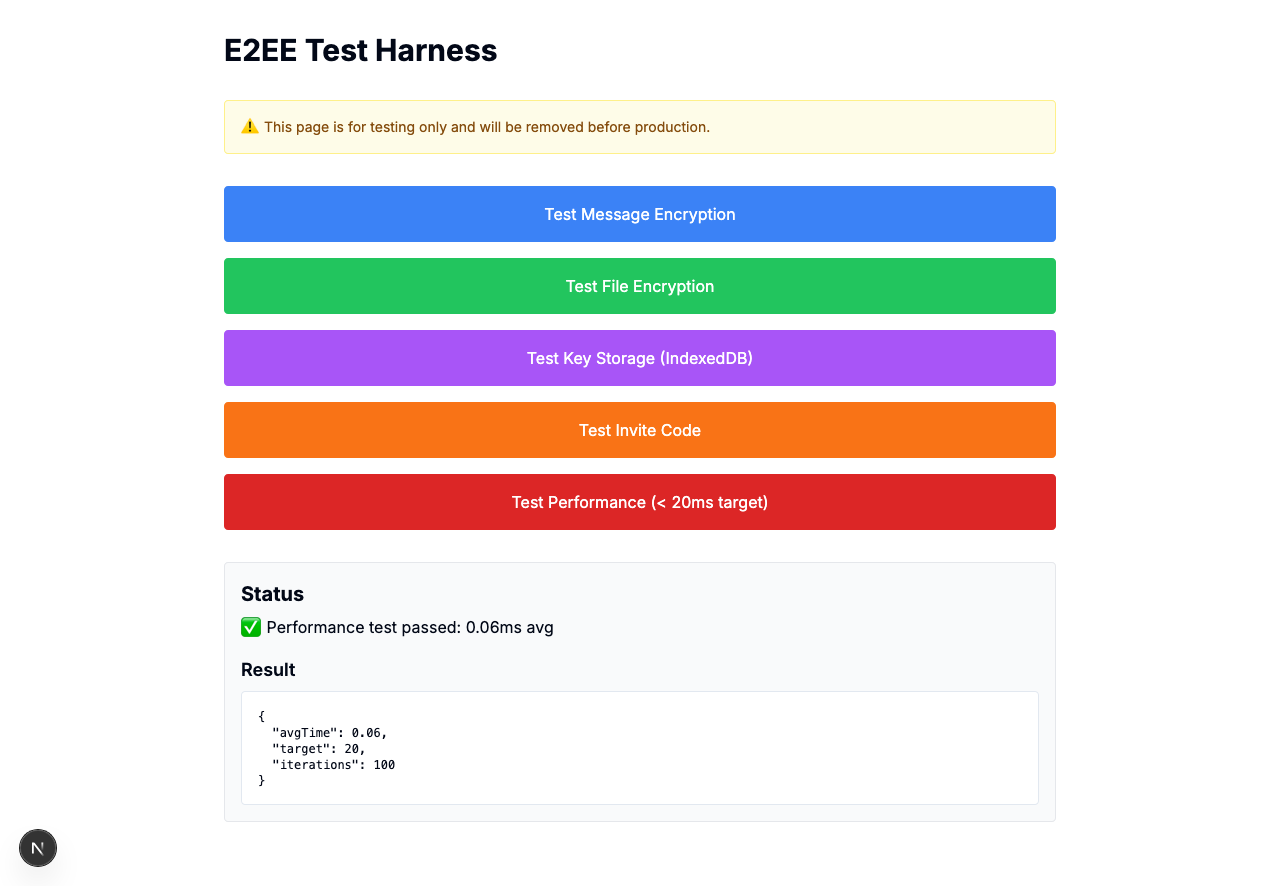 E2EE Test Harness
⚠️ This page is for testing only and will be removed before production.
Test Message Encryption
Test File Encryption
Test Key Storage (IndexedDB)
Test Invite Code
Test Performance (< 20ms target)
Status
✅ Performance test passed: 0.06ms avg
Result
{
  "avgTime": 0.06,
  "target": 20,
  "iterations": 100
}
N